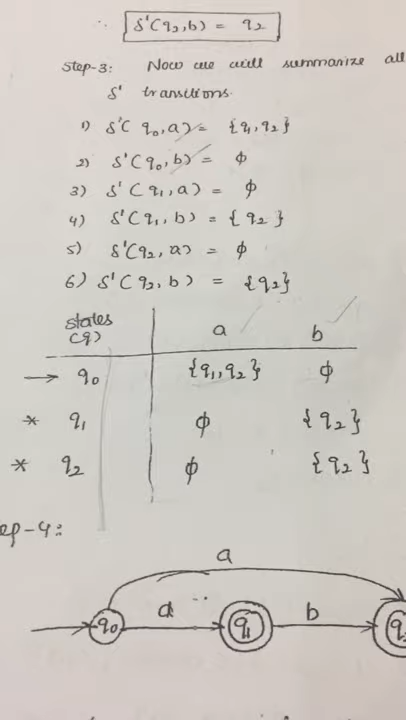 ∴ δ'(q2,b) = q2
Step-3: Now we will summarize all
δ' transitions.
1) δ'( q0,a) = {q1,q2}
2) δ'(q0,b) = ϕ
3) δ'(q1,a) = ϕ
4) δ'(q1,b) = {q2}
5) δ'(q2,a) = ϕ
6) δ'(q2,b) = {q2}
states
(q) a b
→ q0 {q1,q2} ϕ
* q1 ϕ {q2}
* q2 ϕ {q2}
ep-4:
a
q0 a q1 b q